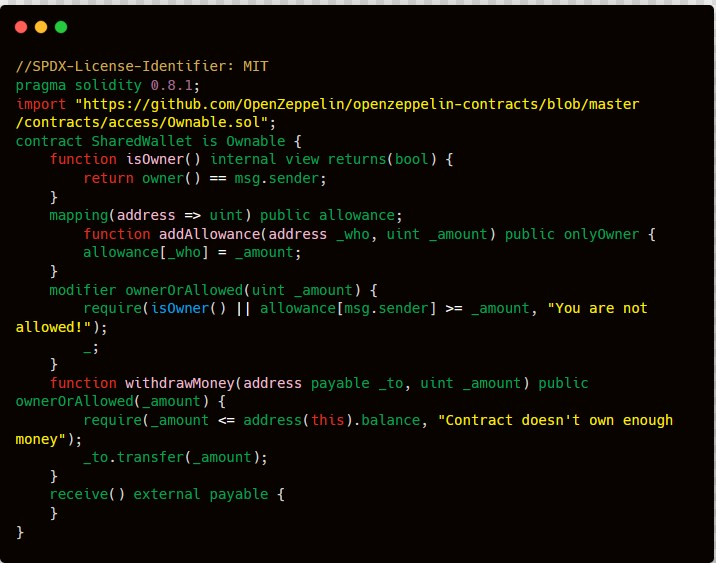 //SPDX-License-Identifier: MIT
pragma solidity 0.8.1;
import "https://github.com/OpenZeppelin/openzeppelin-contracts/blob/master
/contracts/access/Ownable.sol";
contract SharedWallet is Ownable {
    function isOwner() internal view returns(bool) {
        return owner() == msg.sender;
    }
    mapping(address => uint) public allowance;
        function addAllowance(address _who, uint _amount) public onlyOwner {
        allowance[_who] = _amount;
    }
    modifier ownerOrAllowed(uint _amount) {
        require(isOwner() || allowance[msg.sender] >= _amount, "You are not
allowed!");
        _;
    }
    function withdrawMoney(address payable _to, uint _amount) public
ownerOrAllowed(_amount) {
        require(_amount <= address(this).balance, "Contract doesn't own enough
money");
        _to.transfer(_amount);
    }
    receive() external payable {
    }
}